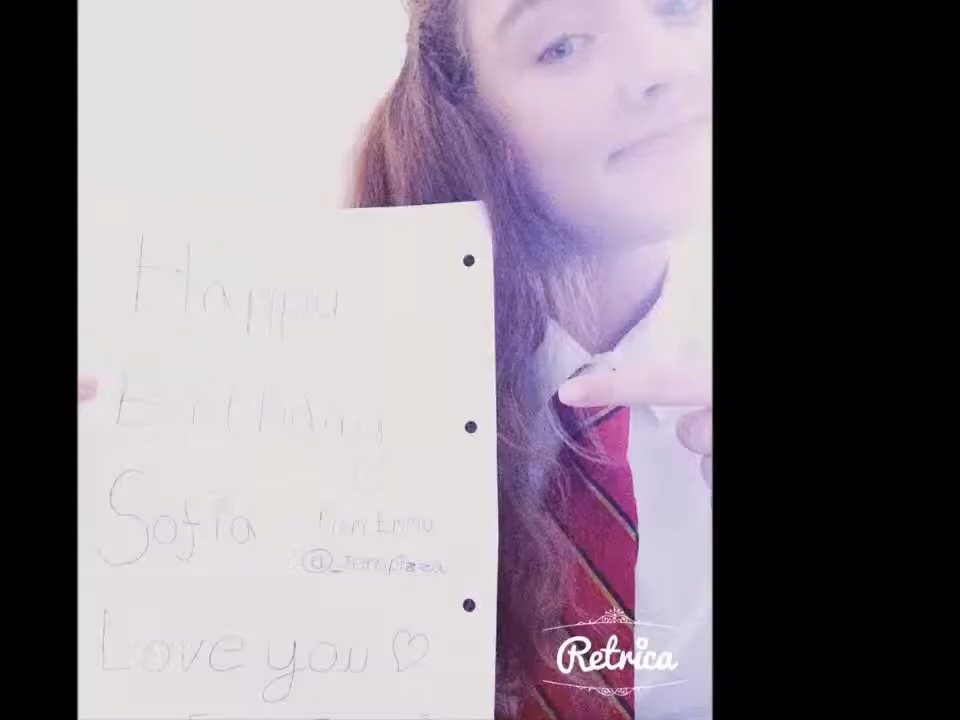 Happy
Birthday
Sofia
from Emma
Love you ♡
Retrica